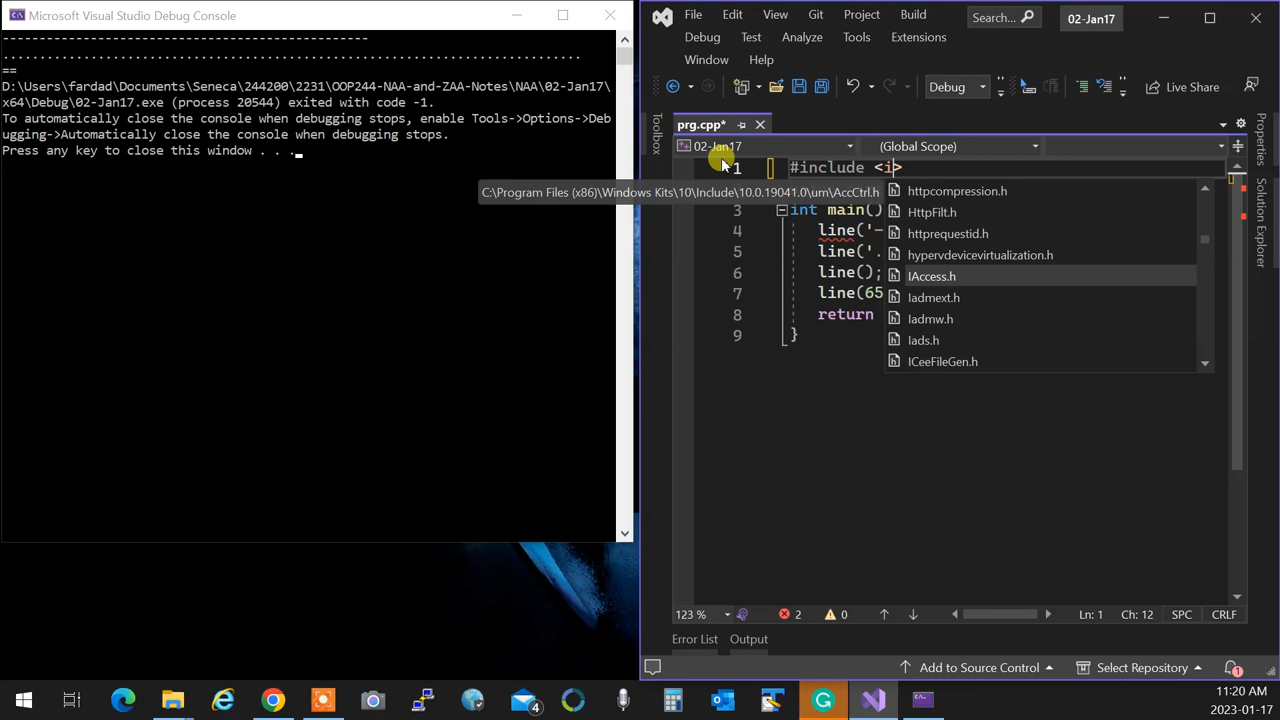 Microsoft Visual Studio Debug Console
--------------------------------------------------
................................................................................
==
D:\Users\fardad\Documents\Seneca\244200\2231\OOP244-NAA-and-ZAA-Notes\NAA\02-Jan17\
x64\Debug\02-Jan17.exe (process 20544) exited with code -1.
To automatically close the console when debugging stops, enable Tools->Options->Deb
ugging->Automatically close the console when debugging stops.
Press any key to close this window . . .
File Edit View Git Project Build Search... 02-Jan17
Debug Test Analyze Tools Extensions
Window Help
Debug Live Share
Toolbox
prg.cpp*
02-Jan17 (Global Scope)
1 #include <i>
C:\Program Files (x86)\Windows Kits\10\Include\10.0.19041.0\um\AccCtrl.h
3 int main()
4 line('-
5 line('.
6 line();
7 line(65
8 return
9 }
httpcompression.h
HttpFilt.h
httprequestid.h
hypervdevicevirtualization.h
IAccess.h
Iadmext.h
Iadmw.h
Iads.h
ICeeFileGen.h
Properties
Solution Explorer
123 % 2 0 Ln: 1 Ch: 12 SPC CRLF
Error List Output
Add to Source Control Select Repository 1
4
11:20 AM
2023-01-17